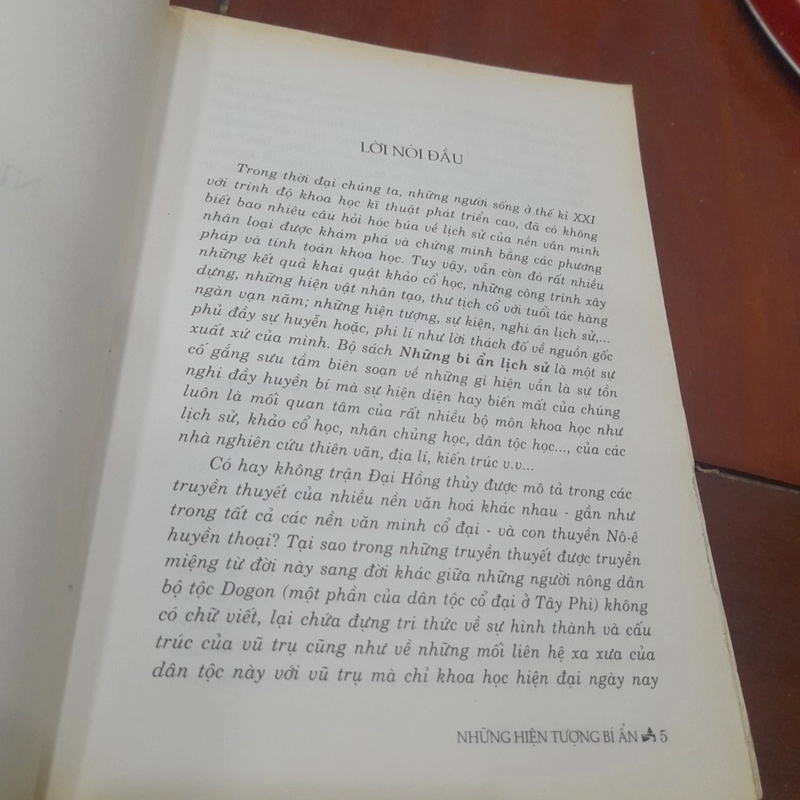 LỜI NÓI ĐẦU
Trong thời đại chúng ta, những người sống ở thế kỉ XXI
với trình độ khoa học kĩ thuật phát triển cao, đã có không
biết bao nhiêu câu hỏi hóc búa về lịch sử của nền văn minh
nhân loại được khám phá và chứng minh bằng các phương
pháp và tính toán khoa học. Tuy vậy, vẫn còn đó rất nhiều
những kết quả khai quật khảo cổ học, những công trình xây
dựng, những hiện vật nhân tạo, thư tịch cổ với tuổi tác hàng
ngàn vạn năm; những hiện tượng, sự kiện, nghi án lịch sử,...
phủ đầy sự huyễn hoặc, phi lí như lời thách đố về nguồn gốc
xuất xứ của mình. Bộ sách Những bí ẩn lịch sử là một sự
cố gắng sưu tầm biên soạn về những gì hiện vẫn là sự tồn
nghi đầy huyền bí mà sự hiện diện hay biến mất của chúng
luôn là mối quan tâm của rất nhiều bộ môn khoa học như
lịch sử, khảo cổ học, nhân chủng học, dân tộc học..., của các
nhà nghiên cứu thiên văn, địa lí, kiến trúc v.v...
Có hay không trận Đại Hồng thủy được mô tả trong các
truyền thuyết của nhiều nền văn hoá khác nhau - gần như
trong tất cả các nền văn minh cổ đại - và con thuyền Nô-ê
huyền thoại? Tại sao trong những truyền thuyết được truyền
miệng từ đời này sang đời khác giữa những người nông dân
bộ tộc Dogon (một phần của dân tộc cổ đại ở Tây Phi) không
có chữ viết, lại chứa đựng tri thức về sự hình thành và cấu
trúc của vũ trụ cũng như về những mối liên hệ xa xưa của
dân tộc này với vũ trụ mà chỉ khoa học hiện đại ngày nay
NHỮNG HIỆN TƯỢNG BÍ ẨN 5